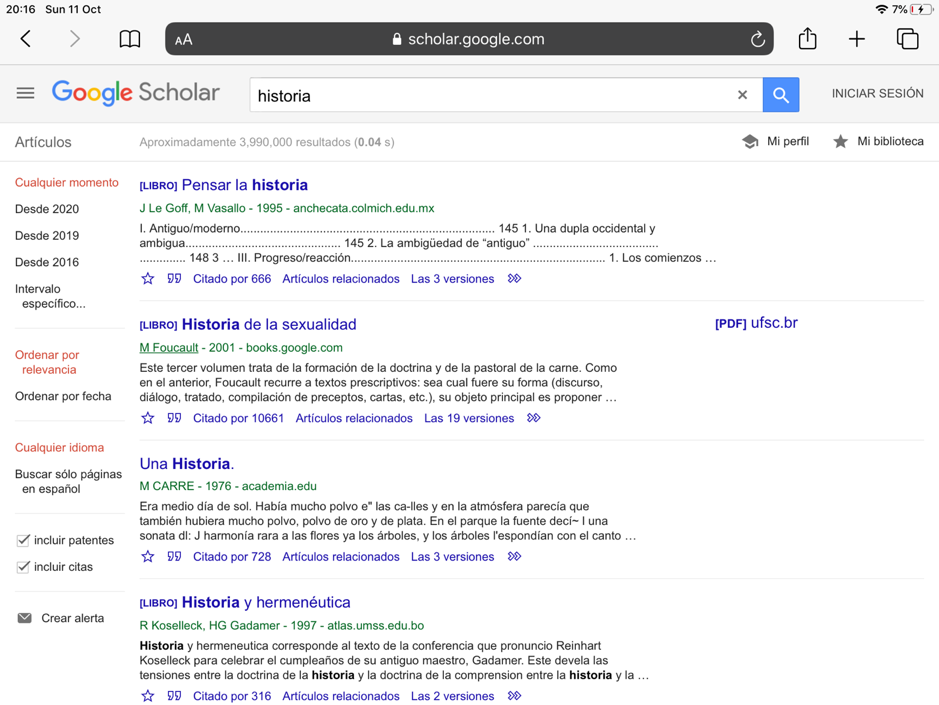 20:16 Sun 11 Oct
7%
AA scholar.google.com
Google Scholar
historia
INICIAR SESIÓN
Artículos
Aproximadamente 3,990,000 resultados (0.04 s)
Mi perfil
Mi biblioteca
Cualquier momento
Desde 2020
Desde 2019
Desde 2016
Intervalo
específico...
Ordenar por
relevancia
Ordenar por fecha
Cualquier idioma
Buscar sólo páginas
en español
incluir patentes
incluir citas
Crear alerta
[LIBRO] Pensar la historia
J Le Goff, M Vasallo - 1995 - anchecata.colmich.edu.mx
I. Antiguo/moderno............................................................................. 145 1. Una dupla occidental y
ambigua............................................... 145 2. La ambigüedad de “antiguo” ......................................
.............. 148 3 … III. Progreso/reacción.............................................................................. 1. Los comienzos …
Citado por 666 Artículos relacionados Las 3 versiones
[LIBRO] Historia de la sexualidad
[PDF] ufsc.br
M Foucault - 2001 - books.google.com
Este tercer volumen trata de la formación de la doctrina y de la pastoral de la carne. Como
en el anterior, Foucault recurre a textos prescriptivos: sea cual fuere su forma (discurso,
diálogo, tratado, compilación de preceptos, cartas, etc.), su objeto principal es proponer …
Citado por 10661 Artículos relacionados Las 19 versiones
Una Historia.
M CARRE - 1976 - academia.edu
Era medio día de sol. Había mucho polvo e" las ca-lles y en la atmósfera parecía que
también hubiera mucho polvo, polvo de oro y de plata. En el parque la fuente decí~ I una
sonata dl: J harmonía rara a las flores ya los árboles, y los árboles l'espondían con el canto …
Citado por 728 Artículos relacionados Las 3 versiones
[LIBRO] Historia y hermenéutica
R Koselleck, HG Gadamer - 1997 - atlas.umss.edu.bo
Historia y hermeneutica corresponde al texto de la conferencia que pronuncio Reinhart
Koselleck para celebrar el cumpleaños de su antiguo maestro, Gadamer. Este devela las
tensiones entre la doctrina de la historia y la doctrina de la comprension entre la historia y la …
Citado por 316 Artículos relacionados Las 2 versiones